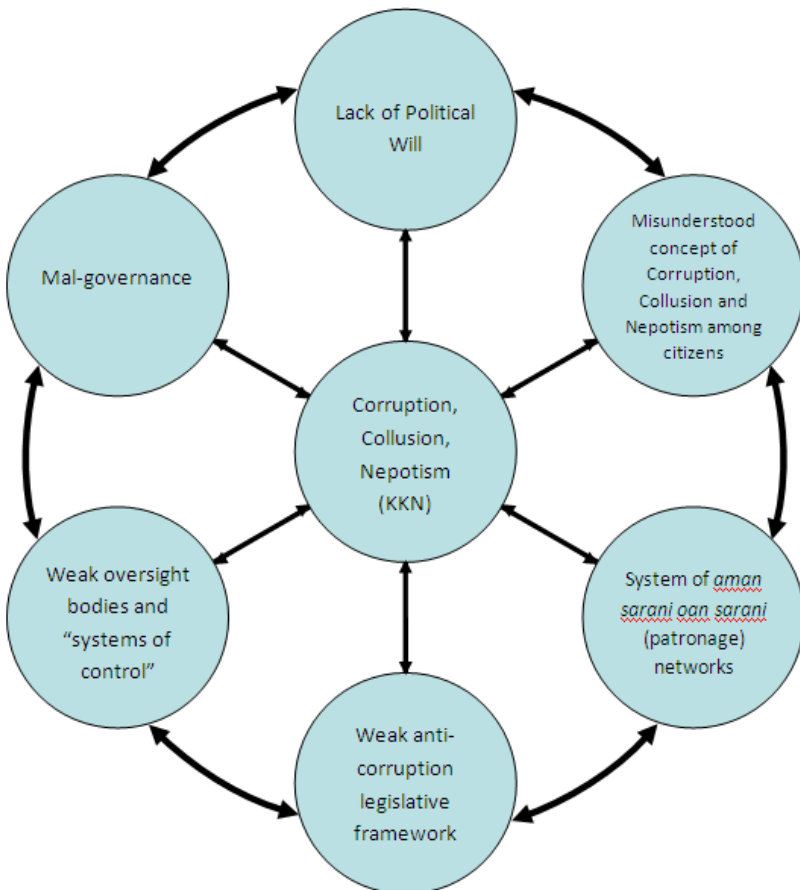 Lack of Political
Will
Misunderstood
concept of
Corruption,
Collusion and
Nepotism among
citizens
Mal-governance
Corruption,
Collusion,
Nepotism
(KKN)
Weak oversight
bodies and
“systems of
control”
System of aman
sarani oan sarani
(patronage)
networks
Weak anti-
corruption
legislative
framework